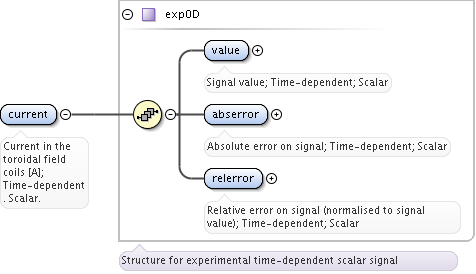 exp0D
value
Signal value; Time-dependent; Scalar
current
Current in the
toroidal field
coils [A];
Time-dependent
. Scalar.
abserror
Absolute error on signal; Time-dependent; Scalar
relerror
Relative error on signal (normalised to signal
value); Time-dependent; Scalar
Structure for experimental time-dependent scalar signal